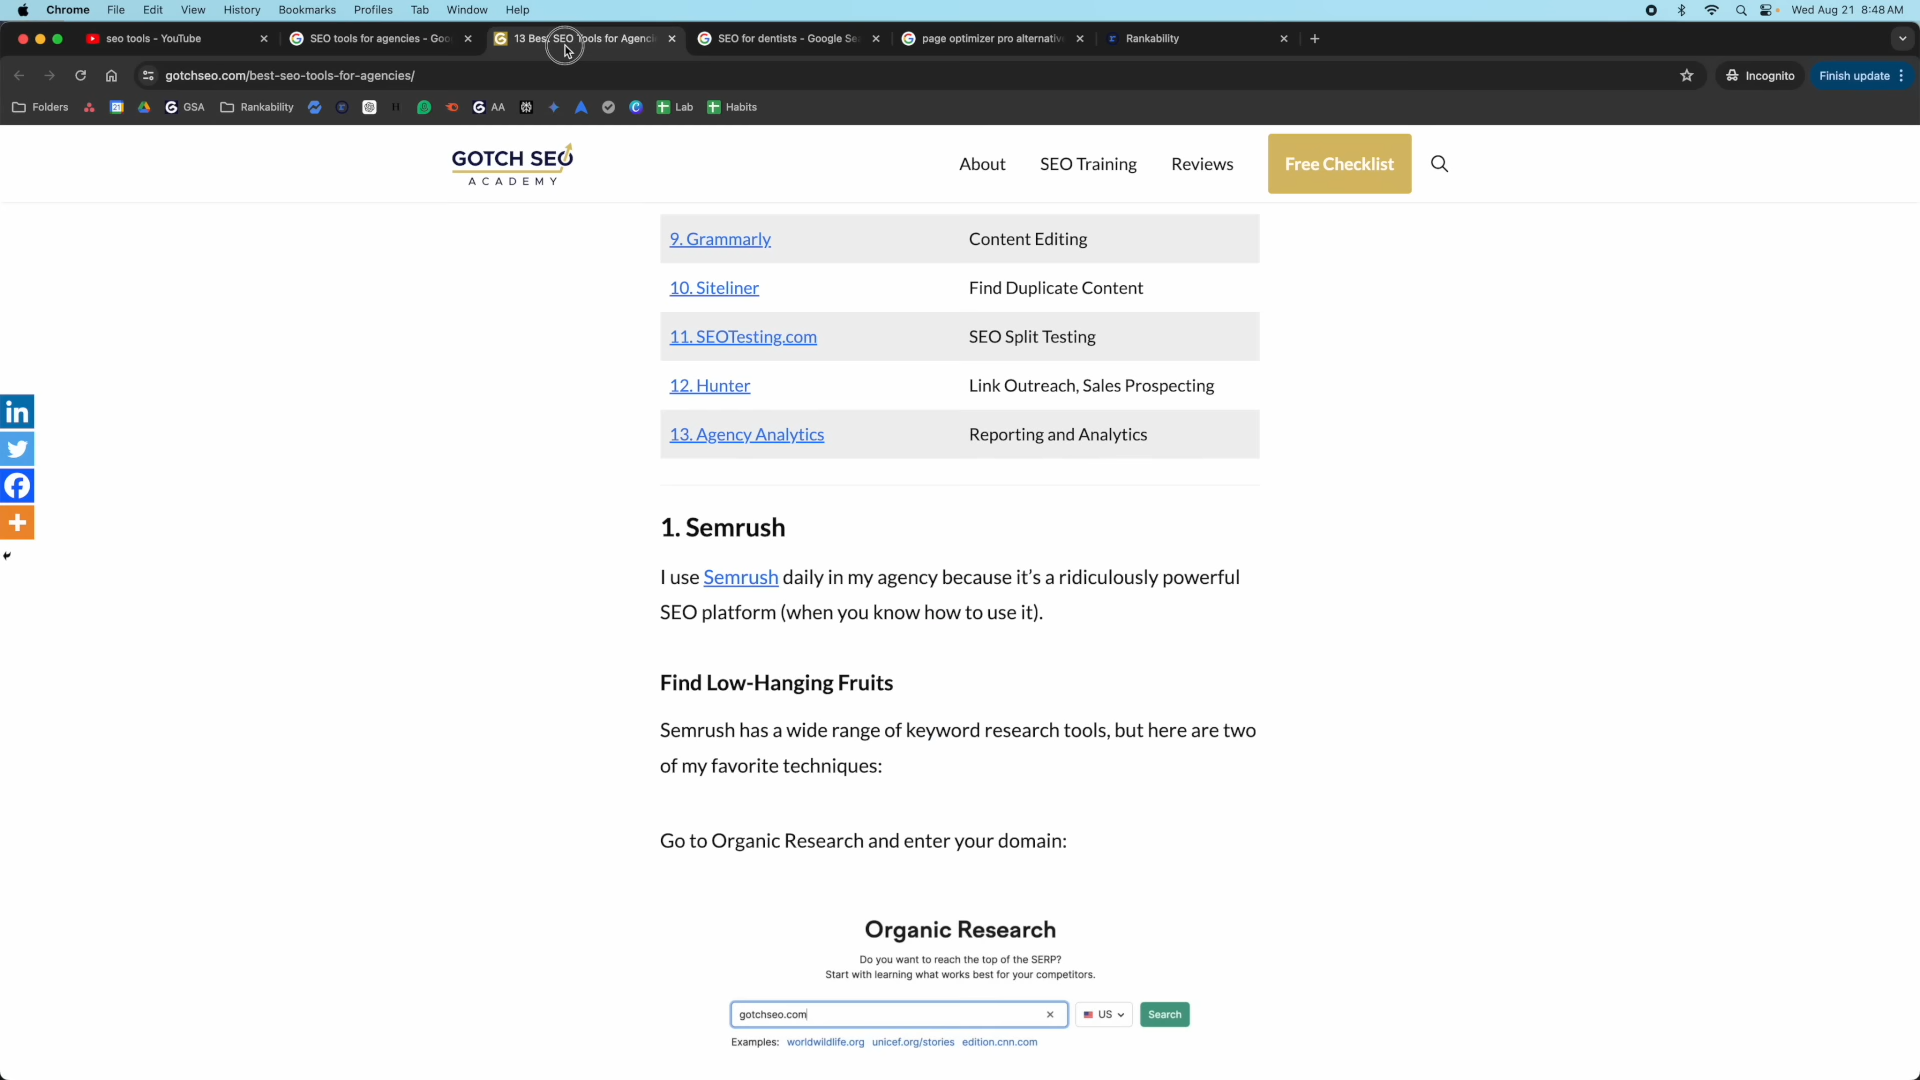 Chrome File Edit View History Bookmarks Profiles Tab Window Help Wed Aug 21 8:48 AM
seo tools - YouTube SEO tools for agencies - Goo 13 Best SEO Tools for Agenci SEO for dentists - Google Se page optimizer pro alternativ Rankability
gotchseo.com/best-seo-tools-for-agencies/ Incognito Finish update
Folders GSA Rankability AA Lab Habits
GOTCH SEO
ACADEMY
About SEO Training Reviews Free Checklist
9. Grammarly Content Editing
10. Siteliner Find Duplicate Content
11. SEOTesting.com SEO Split Testing
12. Hunter Link Outreach, Sales Prospecting
13. Agency Analytics Reporting and Analytics
1. Semrush
I use Semrush daily in my agency because it’s a ridiculously powerful
SEO platform (when you know how to use it).
Find Low-Hanging Fruits
Semrush has a wide range of keyword research tools, but here are two
of my favorite techniques:
Go to Organic Research and enter your domain:
Organic Research
Do you want to reach the top of the SERP?
Start with learning what works best for your competitors.
gotchseo.com US Search
Examples: worldwildlife.org unicef.org/stories edition.cnn.com